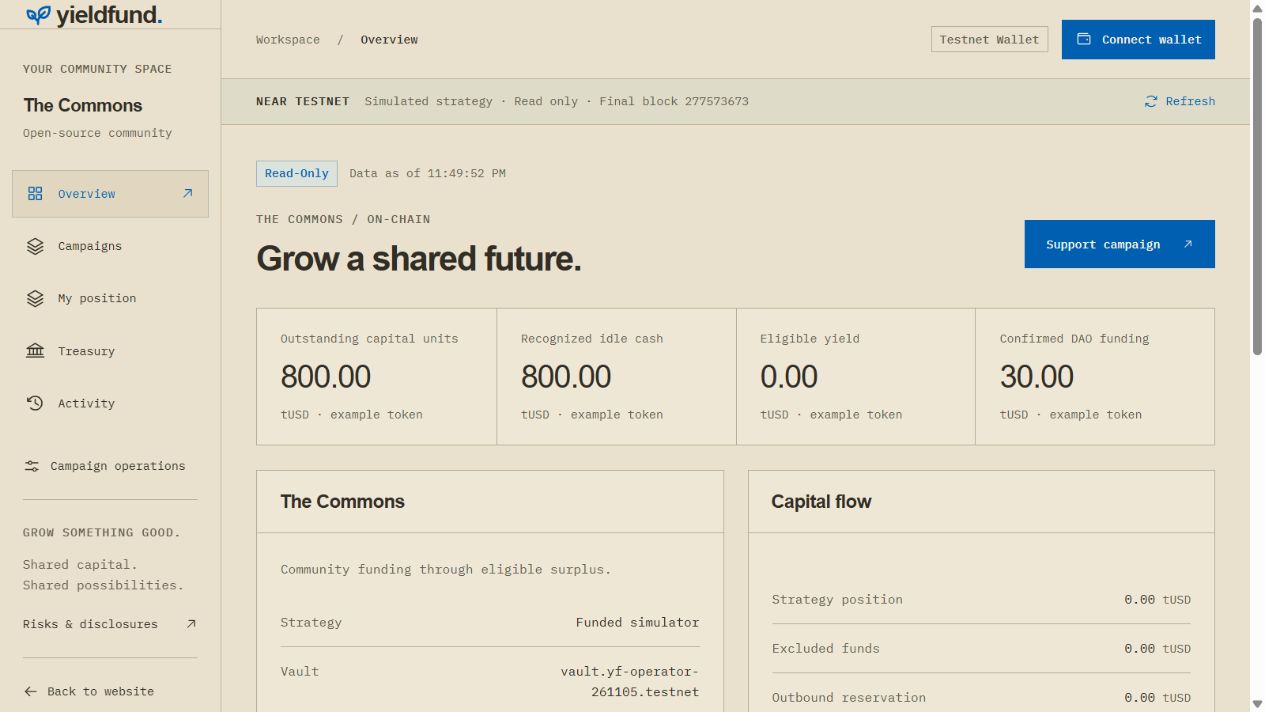 yieldfund.
YOUR COMMUNITY SPACE
The Commons
Open-source community
Overview
Campaigns
My position
Treasury
Activity
Campaign operations
GROW SOMETHING GOOD.
Shared capital.
Shared possibilities.
Risks & disclosures
Back to website
Workspace / Overview
Testnet Wallet
Connect wallet
NEAR TESTNET Simulated strategy · Read only · Final block 277573673
Refresh
Read-Only Data as of 11:49:52 PM
THE COMMONS / ON-CHAIN
Grow a shared future.
Support campaign
Outstanding capital units
800.00
tUSD · example token
Recognized idle cash
800.00
tUSD · example token
Eligible yield
0.00
tUSD · example token
Confirmed DAO funding
30.00
tUSD · example token
The Commons
Community funding through eligible surplus.
Strategy Funded simulator
Vault vault.yf-operator-
261105.testnet
Capital flow
Strategy position 0.00 tUSD
Excluded funds 0.00 tUSD
Outbound reservation 0.00 tUSD